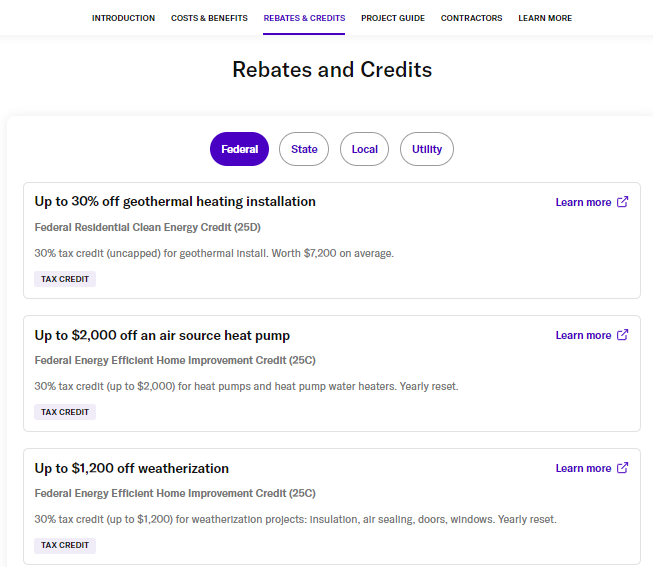 INTRODUCTION COSTS & BENEFITS REBATES & CREDITS PROJECT GUIDE CONTRACTORS LEARN MORE
Rebates and Credits
Federal State Local Utility
Up to 30% off geothermal heating installation Learn more
Federal Residential Clean Energy Credit (25D)
30% tax credit (uncapped) for geothermal install. Worth $7,200 on average.
TAX CREDIT
Up to $2,000 off an air source heat pump Learn more
Federal Energy Efficient Home Improvement Credit (25C)
30% tax credit (up to $2,000) for heat pumps and heat pump water heaters. Yearly reset.
TAX CREDIT
Up to $1,200 off weatherization Learn more
Federal Energy Efficient Home Improvement Credit (25C)
30% tax credit (up to $1,200) for weatherization projects: insulation, air sealing, doors, windows. Yearly reset.
TAX CREDIT